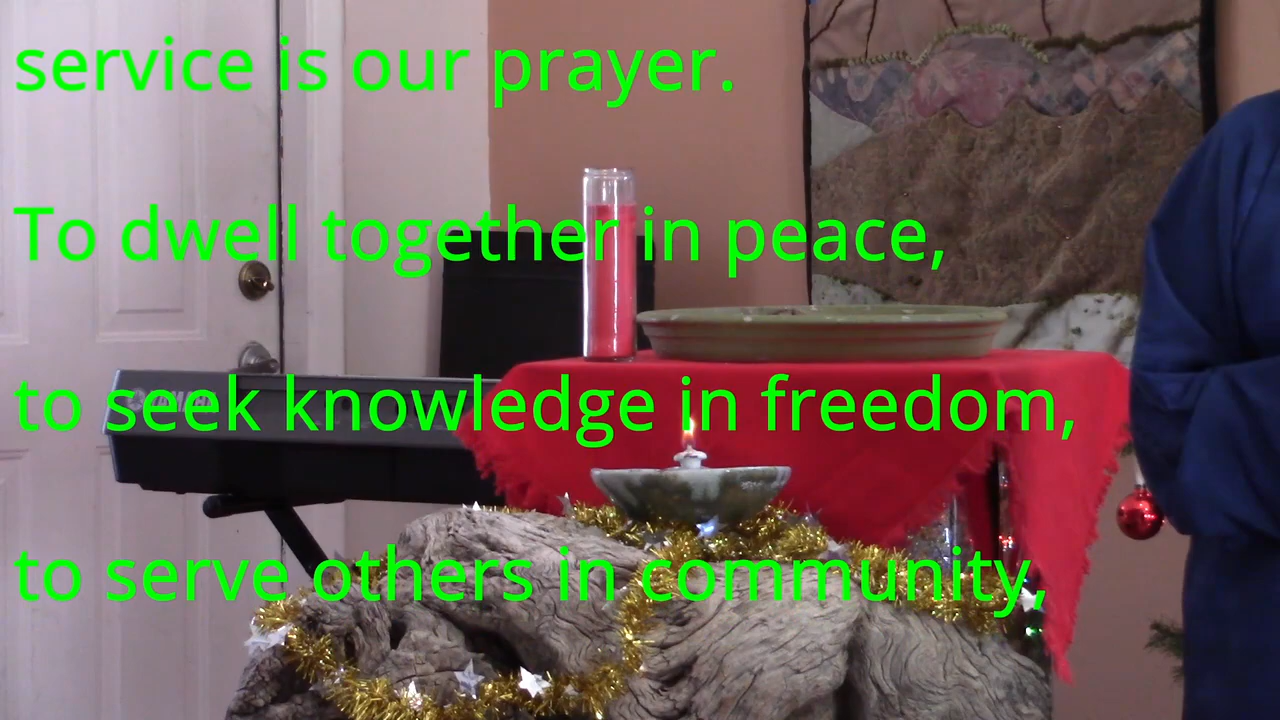 service is our prayer.
To dwell together in peace,
to seek knowledge in freedom,
to serve others in community,
YAMAHA